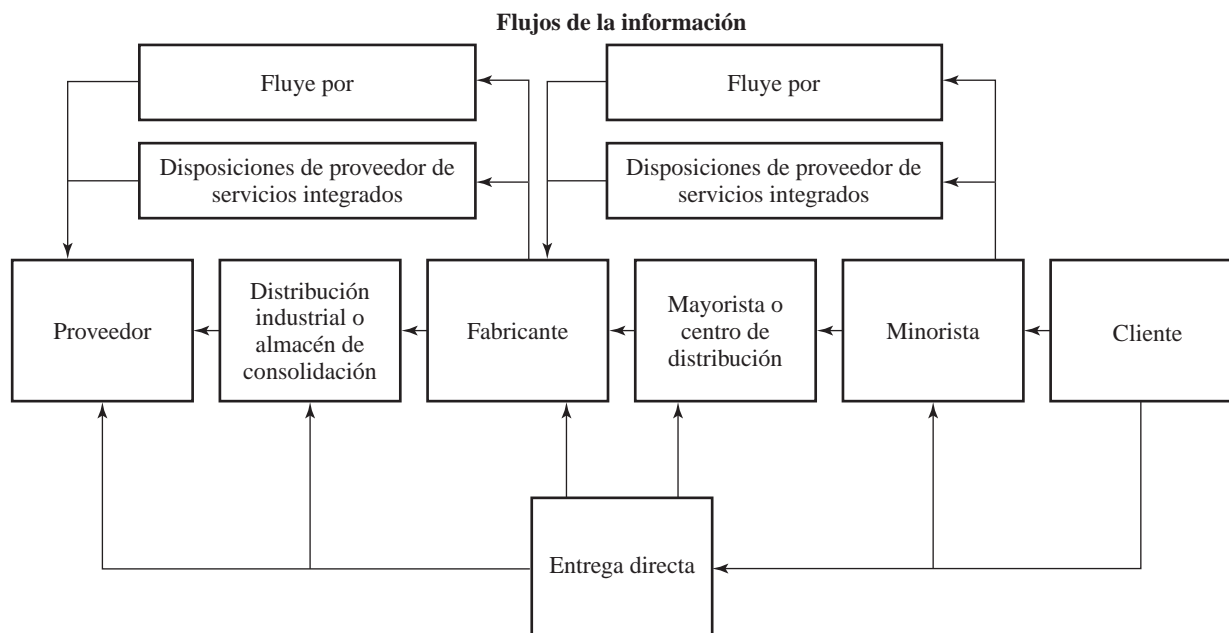 Flujos de la información
Fluye por
Fluye por
Disposiciones de proveedor de
servicios integrados
Disposiciones de proveedor de
servicios integrados
Proveedor
Distribución
industrial o
almacén de
consolidación
Fabricante
Mayorista o
centro de
distribución
Minorista
Cliente
Entrega directa